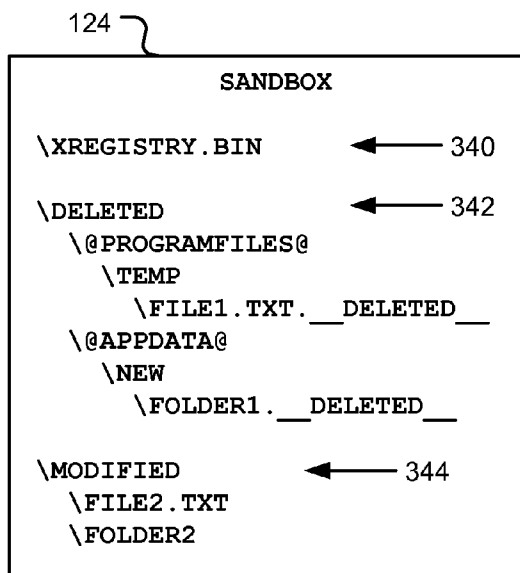 124
SANDBOX
\XREGISTRY.BIN 340
\DELETED 342
\@PROGRAMFILES@
\TEMP
\FILE1.TXT.__DELETED__
\@APPDATA@
\NEW
\FOLDER1.__DELETED__
\MODIFIED 344
\FILE2.TXT
\FOLDER2